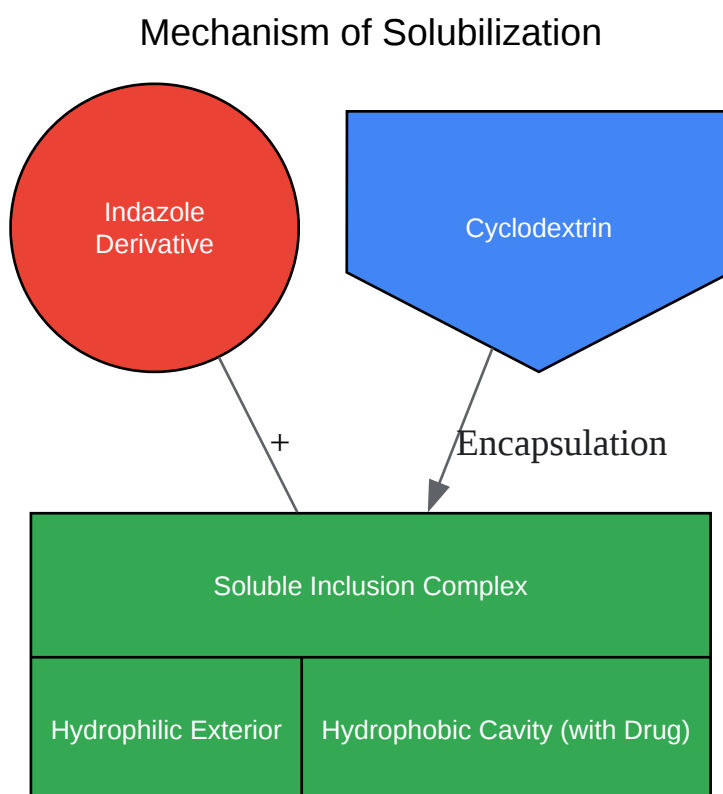 Mechanism of Solubilization
Indazole
Derivative
Cyclodextrin
+
Encapsulation
Soluble Inclusion Complex
Hydrophilic Exterior
Hydrophobic Cavity (with Drug)